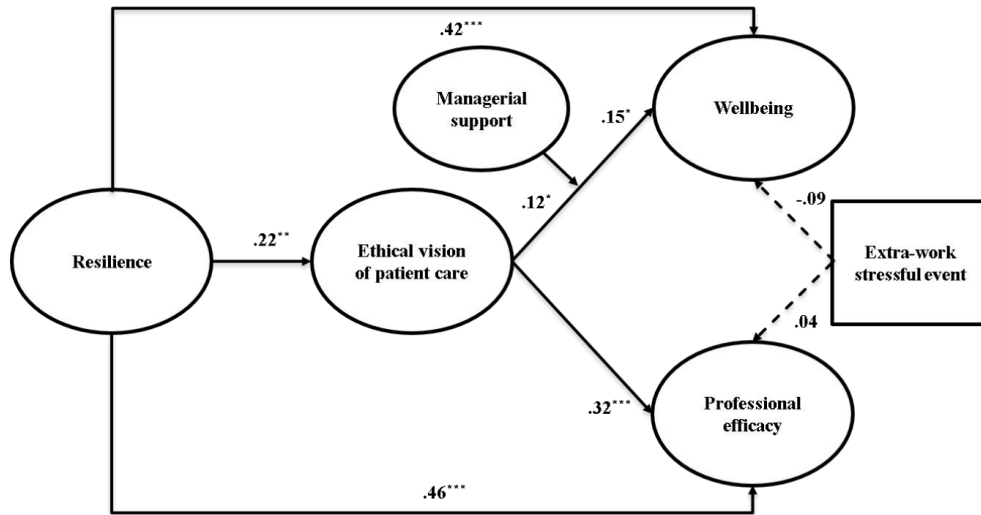 .42***
Managerial
support
.15*
Wellbeing
.12*
-.09
.22**
Resilience
Ethical vision
of patient care
Extra-work
stressful event
.04
.32***
Professional
efficacy
.46***